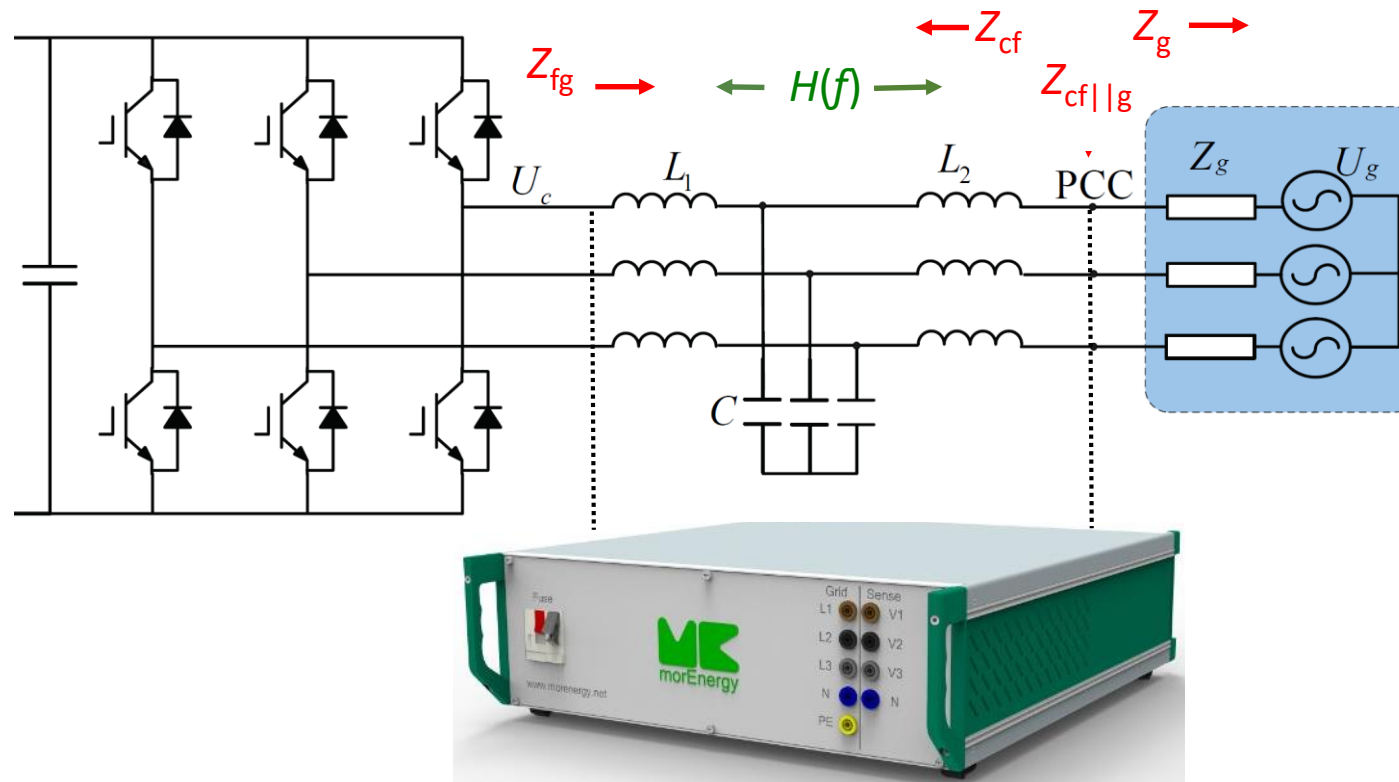 Z_cf
Z_g
Z_fg
H(f)
Z_cf||g
U_c
L_1
L_2
PCC
Z_g
U_g
C
Fuse
Grid
Sense
L1
V1
L2
V2
L3
V3
N
N
PE
morEnergy
www.morenergy.net